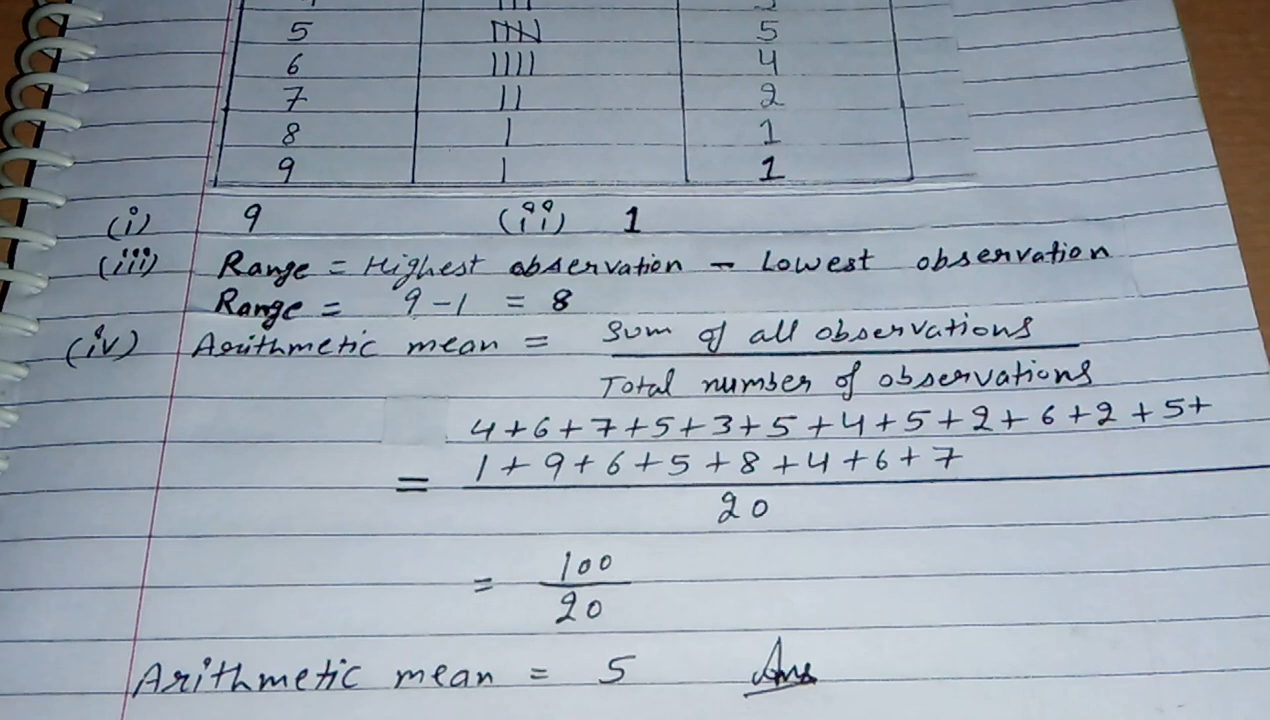 5 𝍸 5
6 |||| 4
7 || 2
8 | 1
9 | 1
(i) 9 (ii) 1
(iii) Range = Highest observation - Lowest observation
Range = 9-1 = 8
(iv) Arithmetic mean = Sum of all observations
Total number of observations
4+6+7+5+3+5+4+5+2+6+2+5+
= 1+9+6+5+8+4+6+7
20
= 100
20
Arithmetic mean = 5 Ans